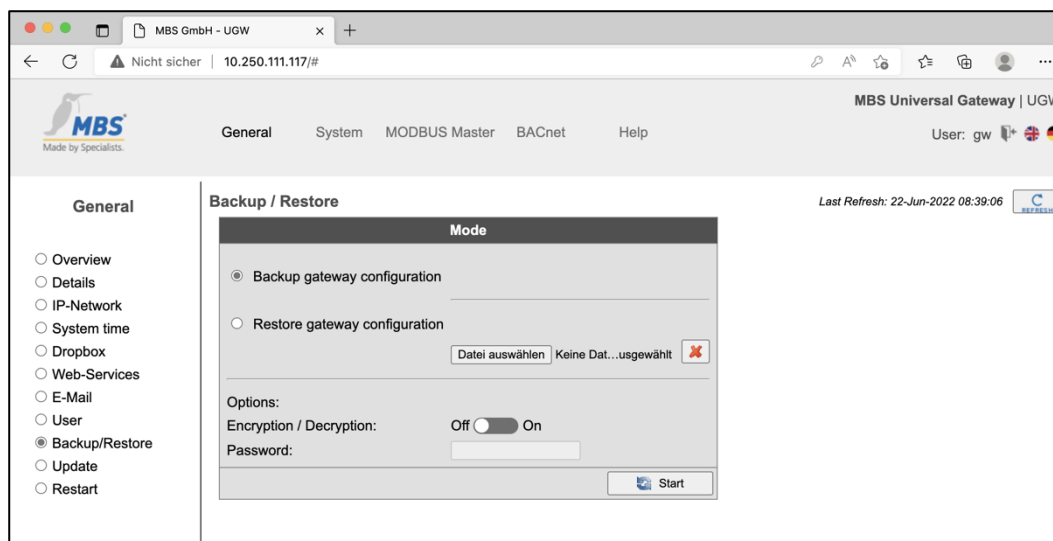 MBS GmbH - UGW
Nicht sicher | 10.250.111.117/#
MBS
Made by Specialists.
General System MODBUS Master BACnet Help
MBS Universal Gateway | UGW
User: gw
General
Overview
Details
IP-Network
System time
Dropbox
Web-Services
E-Mail
User
Backup/Restore
Update
Restart
Backup / Restore
Last Refresh: 22-Jun-2022 08:39:06
REFRESH
Mode
Backup gateway configuration
Restore gateway configuration
Datei auswählen Keine Dat...usgewählt
Options:
Encryption / Decryption: Off On
Password:
Start